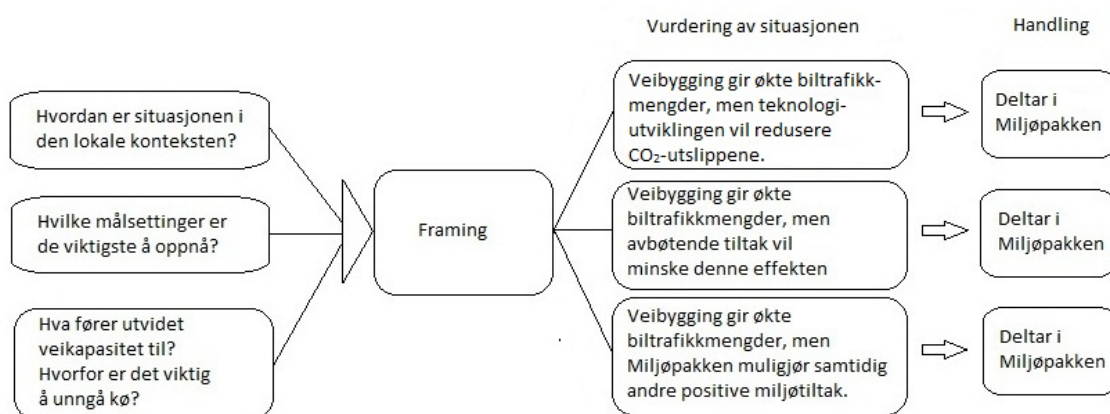 Vurdering av situasjonen
Handling
Hvordan er situasjonen i
den lokale konteksten?
Hvilke målsettinger er
de viktigste å oppnå?
Hva fører utvidet
veikapasitet til?
Hvorfor er det viktig
å unngå kø?
Framing
Veibygging gir økte biltrafikk-
mengder, men teknologi-
utviklingen vil redusere
CO₂-utslippene.
Deltar i
Miljøpakken
Veibygging gir økte
biltrafikkmengder, men
avbøtende tiltak vil
minske denne effekten
Deltar i
Miljøpakken
Veibygging gir økte
biltrafikkmengder, men
Miljøpakken muligjør samtidig
andre positive miljøtiltak.
Deltar i
Miljøpakken